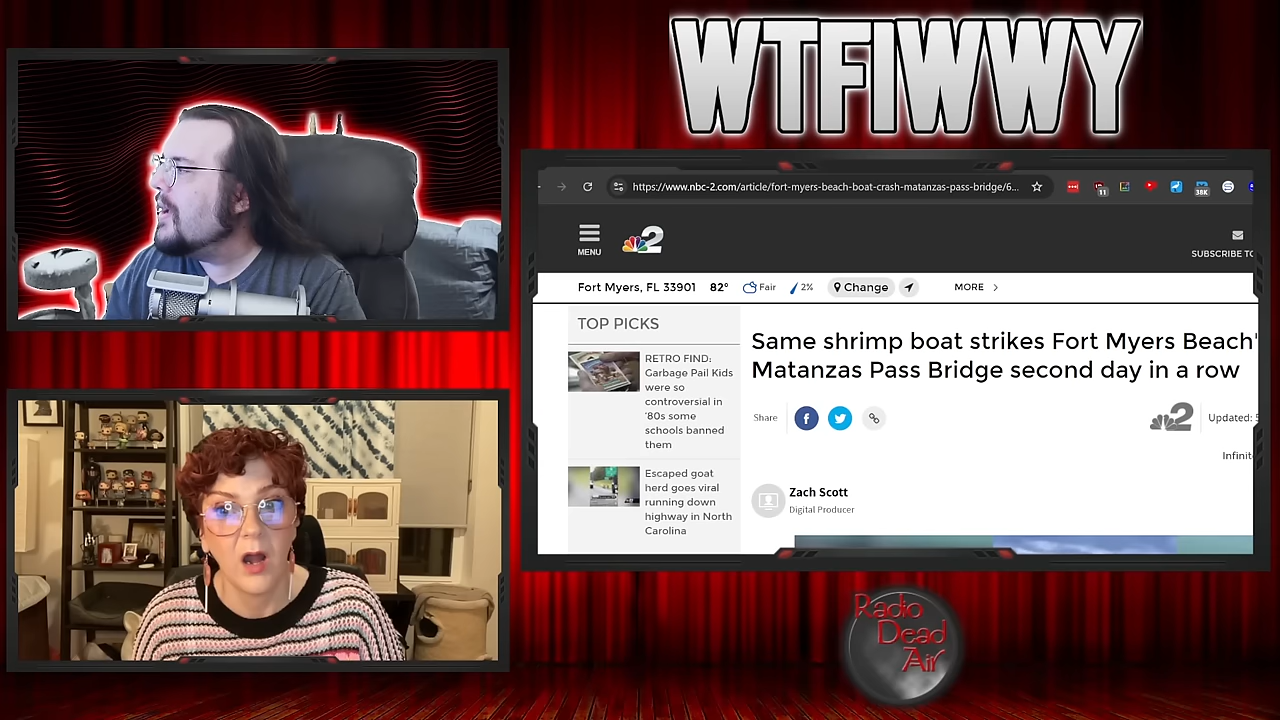 WTFIWWY
https://www.nbc-2.com/article/fort-myers-beach-boat-crash-matanzas-pass-bridge/6...
11
38K
MENU
2
SUBSCRIBE TO
Fort Myers, FL 33901 82° Fair 2% Change MORE
TOP PICKS
RETRO FIND:
Garbage Pail Kids
were so
controversial in
'80s some
schools banned
them
Escaped goat
herd goes viral
running down
highway in North
Carolina
Same shrimp boat strikes Fort Myers Beach'
Matanzas Pass Bridge second day in a row
Share
2
Updated:
Infinit
Zach Scott
Digital Producer
Radio
Dead
Air